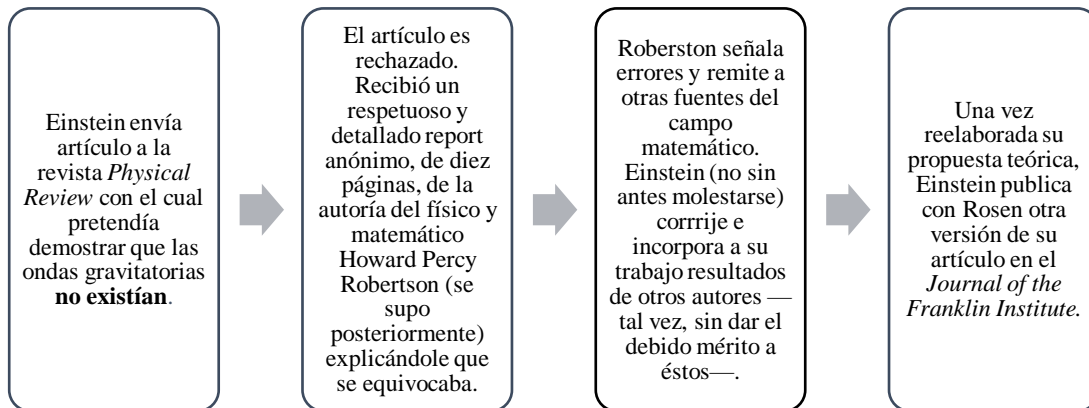 Einstein envía
artículo a la
revista Physical
Review con el cual
pretendía
demostrar que las
ondas gravitatorias
no existían.
El artículo es
rechazado.
Recibió un
respetuoso y
detallado report
anónimo, de diez
páginas, de la
autoría del físico y
matemático
Howard Percy
Robertson (se
supo
posteriormente)
explicándole que
se equivocaba.
Roberston señala
errores y remite a
otras fuentes del
campo
matemático.
Einstein (no sin
antes molestarse)
corrrije e
incorpora a su
trabajo resultados
de otros autores —
tal vez, sin dar el
debido mérito a
éstos—.
Una vez
reelaborada su
propuesta teórica,
Einstein publica
con Rosen otra
versión de su
artículo en el
Journal of the
Franklin Institute.